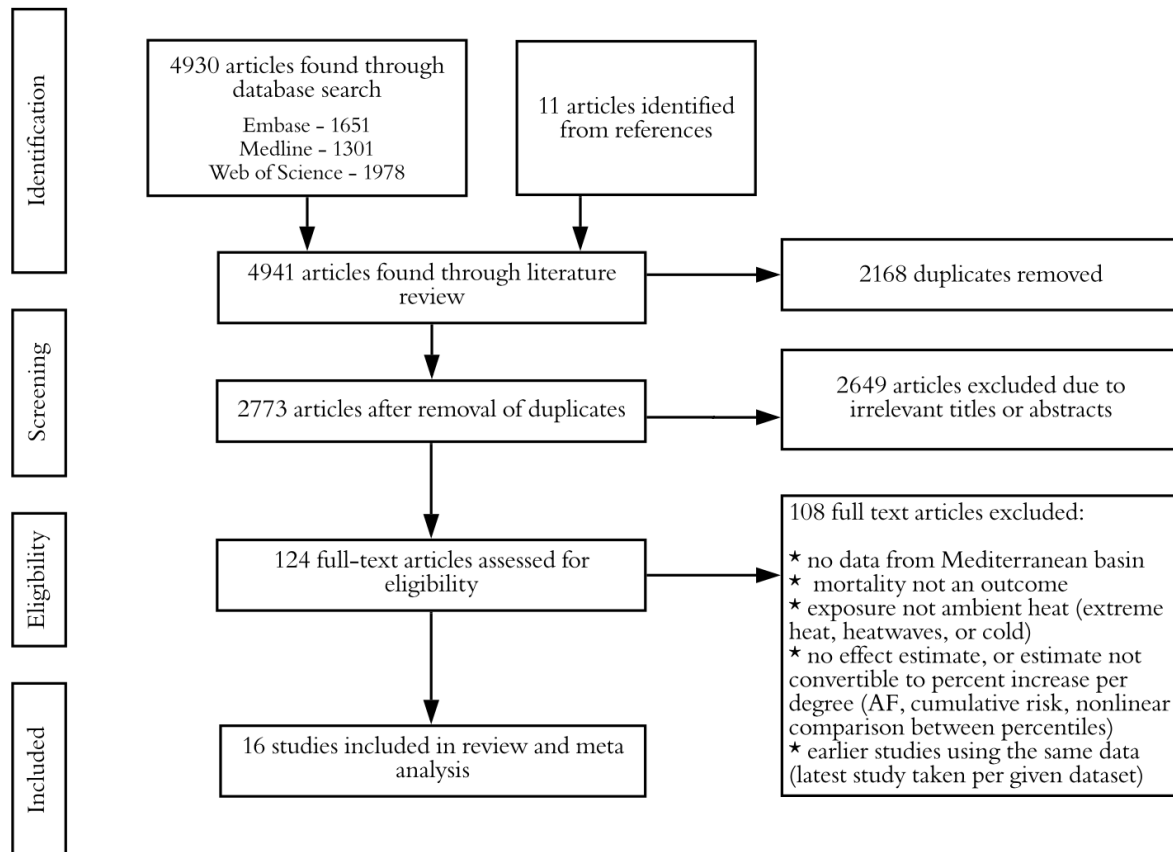 Identification
4930 articles found through
database search
Embase - 1651
Medline - 1301
Web of Science - 1978
11 articles identified
from references
4941 articles found through literature
review
2168 duplicates removed
Screening
2773 articles after removal of duplicates
2649 articles excluded due to
irrelevant titles or abstracts
Eligibility
124 full-text articles assessed for
eligibility
108 full text articles excluded:
★ no data from Mediterranean basin
★ mortality not an outcome
★ exposure not ambient heat (extreme
heat, heatwaves, or cold)
★ no effect estimate, or estimate not
convertible to percent increase per
degree (AF, cumulative risk, nonlinear
comparison between percentiles)
★ earlier studies using the same data
(latest study taken per given dataset)
Included
16 studies included in review and meta
analysis